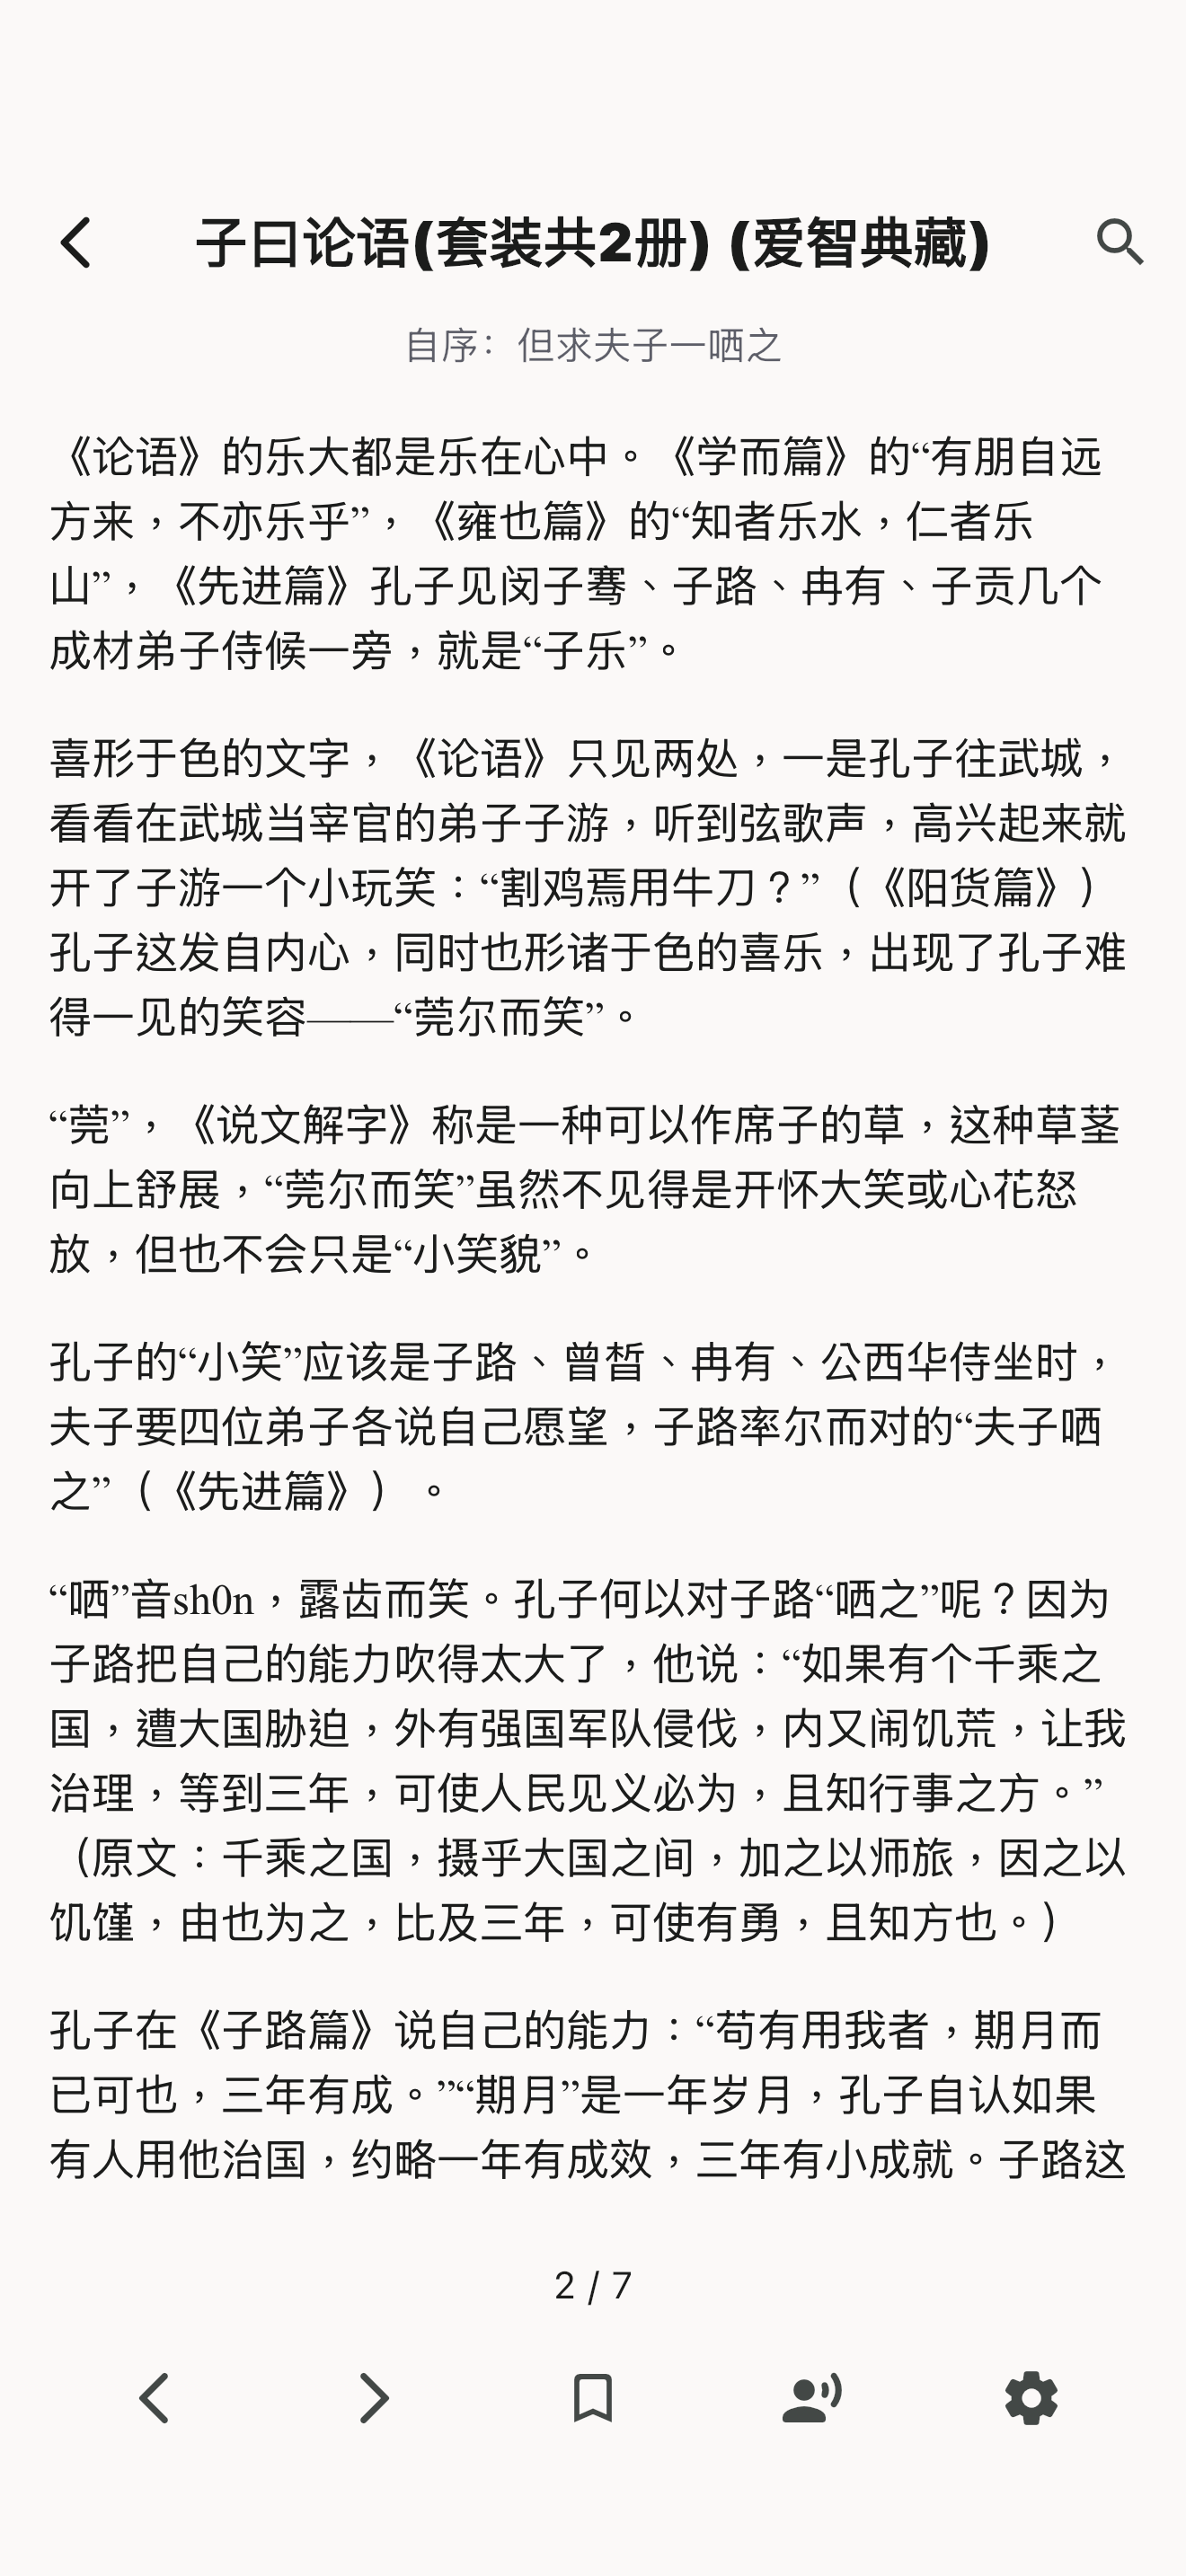 子曰论语(套装共2册) (爱智典藏)
自序：但求夫子一哂之
《论语》的乐大都是乐在心中。《学而篇》的“有朋自远
方来，不亦乐乎”，《雍也篇》的“知者乐水，仁者乐
山”，《先进篇》孔子见闵子骞、子路、冉有、子贡几个
成材弟子侍候一旁，就是“子乐”。
喜形于色的文字，《论语》只见两处，一是孔子往武城，
看看在武城当宰官的弟子子游，听到弦歌声，高兴起来就
开了子游一个小玩笑：“割鸡焉用牛刀？”（《阳货篇》）
孔子这发自内心，同时也形诸于色的喜乐，出现了孔子难
得一见的笑容——“莞尔而笑”。
“莞”，《说文解字》称是一种可以作席子的草，这种草茎
向上舒展，“莞尔而笑”虽然不见得是开怀大笑或心花怒
放，但也不会只是“小笑貌”。
孔子的“小笑”应该是子路、曾皙、冉有、公西华侍坐时，
夫子要四位弟子各说自己愿望，子路率尔而对的“夫子哂
之”（《先进篇》）。
“哂”音sh0n，露齿而笑。孔子何以对子路“哂之”呢？因为
子路把自己的能力吹得太大了，他说：“如果有个千乘之
国，遭大国胁迫，外有强国军队侵伐，内又闹饥荒，让我
治理，等到三年，可使人民见义必为，且知行事之方。”
（原文：千乘之国，摄乎大国之间，加之以师旅，因之以
饥馑，由也为之，比及三年，可使有勇，且知方也。）
孔子在《子路篇》说自己的能力：“苟有用我者，期月而
已可也，三年有成。”“期月”是一年岁月，孔子自认如果
有人用他治国，约略一年有成效，三年有小成就。子路这
2 / 7